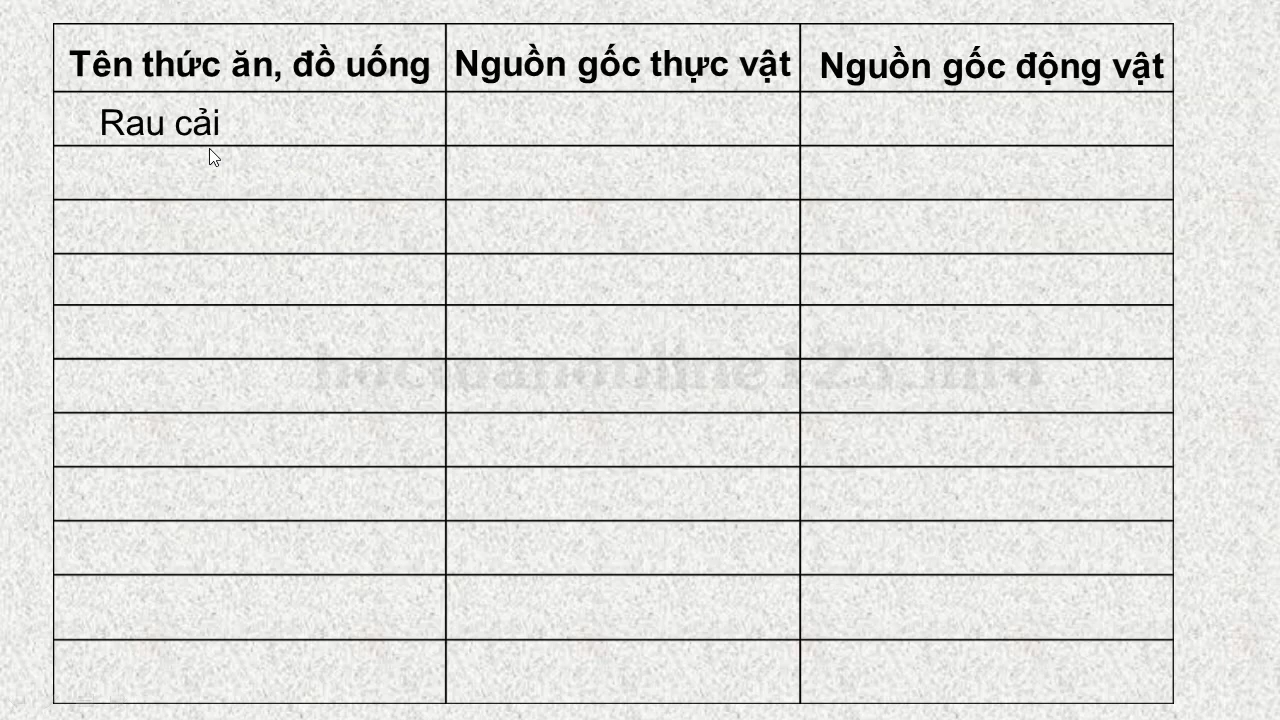 Tên thức ăn, đồ uống
Nguồn gốc thực vật
Nguồn gốc động vật
Rau cải